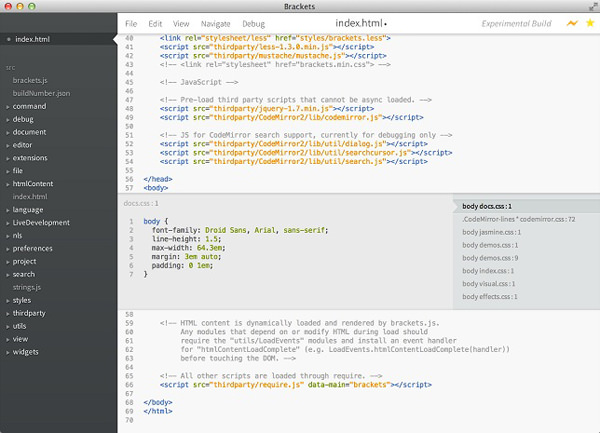 Brackets
File Edit View Navigate Debug
index.html •
Experimental Build
index.html
src
brackets.js
buildNumber.json
command
debug
document
editor
extensions
file
htmlContent
index.html
language
LiveDevelopment
nls
preferences
project
search
strings.js
styles
thirdparty
utils
view
widgets
40 <link rel="stylesheet/less" href="styles/brackets.less">
41 <script src="thirdparty/less-1.3.0.min.js"></script>
42 <script src="thirdparty/mustache/mustache.js"></script>
43 <!-- <link rel="stylesheet" href="brackets.min.css"> -->
44
45 <!-- JavaScript -->
46
47 <!-- Pre-load third party scripts that cannot be async loaded. -->
48 <script src="thirdparty/jquery-1.7.min.js"></script>
49 <script src="thirdparty/CodeMirror2/lib/codemirror.js"></script>
50
51 <!-- JS for CodeMirror search support, currently for debugging only -->
52 <script src="thirdparty/CodeMirror2/lib/util/dialog.js"></script>
53 <script src="thirdparty/CodeMirror2/lib/util/searchcursor.js"></script>
54 <script src="thirdparty/CodeMirror2/lib/util/search.js"></script>
55
56 </head>
57 <body>
docs.css : 1
1 body {
2 font-family: Droid Sans, Arial, sans-serif;
3 line-height: 1.5;
4 max-width: 64.3em;
5 margin: 3em auto;
6 padding: 0 1em;
7 }
body docs.css : 1
.CodeMirror-lines * codemirror.css : 72
body jasmine.css : 1
body demos.css : 1
body demos.css : 9
body index.css : 1
body visual.css : 1
body effects.css : 1
58
59 <!-- HTML content is dynamically loaded and rendered by brackets.js.
60 Any modules that depend on or modify HTML during load should
61 require the "utils/LoadEvents" modules and install an event handler
62 for "htmlContentLoadComplete" (e.g. LoadEvents.htmlContentLoadComplete(handler))
63 before touching the DOM. -->
64
65 <!-- All other scripts are loaded through require. -->
66 <script src="thirdparty/require.js" data-main="brackets"></script>
67
68 </body>
69 </html>
70